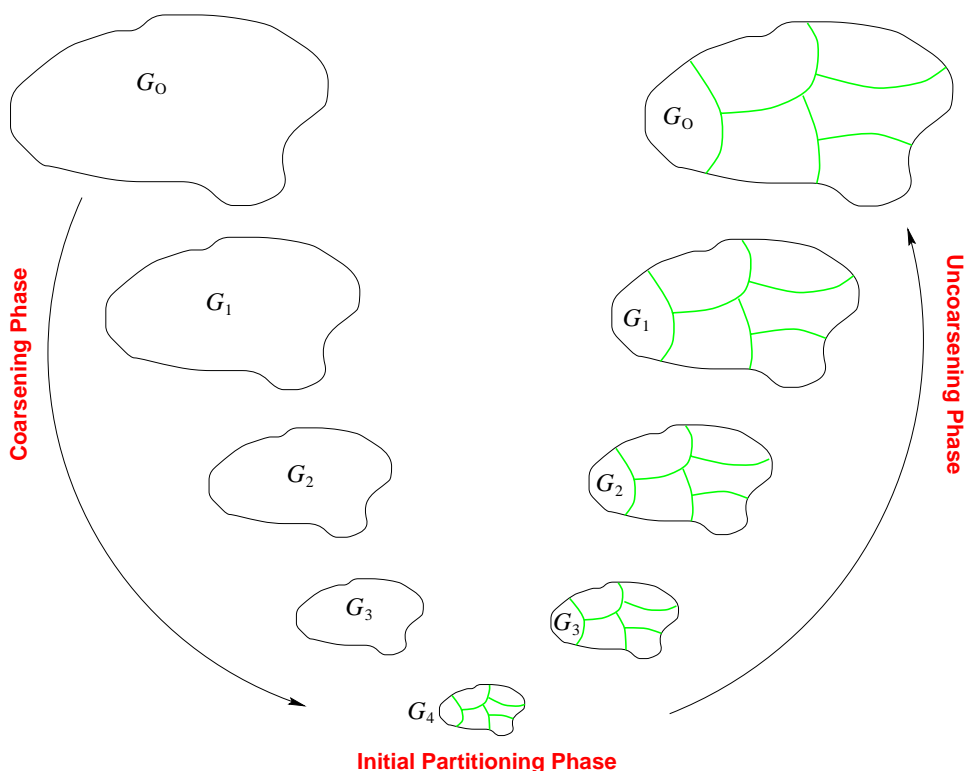 G_O
G_O
G_1
G_1
Coarsening Phase
Uncoarsening Phase
G_2
G_2
G_3
G_3
G_4
Initial Partitioning Phase